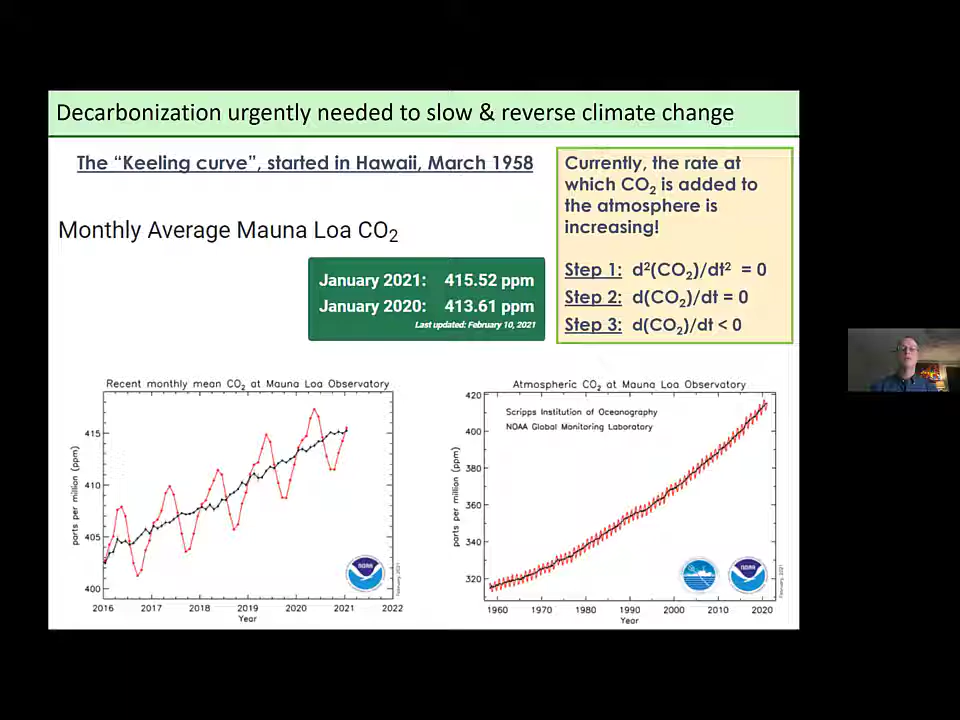 Decarbonization urgently needed to slow & reverse climate change
The “Keeling curve”, started in Hawaii, March 1958
Currently, the rate at
which CO₂ is added to
the atmosphere is
increasing!
Step 1: d²(CO₂)/dt² = 0
Step 2: d(CO₂)/dt = 0
Step 3: d(CO₂)/dt < 0
Monthly Average Mauna Loa CO₂
January 2021: 415.52 ppm
January 2020: 413.61 ppm
Last updated: February 10, 2021
Recent monthly mean CO₂ at Mauna Loa Observatory
parts per million (ppm)
415
410
405
400
2016 2017 2018 2019 2020 2021 2022
Year
NOAA
February 2021
Atmospheric CO₂ at Mauna Loa Observatory
Scripps Institution of Oceanography
NOAA Global Monitoring Laboratory
parts per million (ppm)
420
400
380
360
340
320
1960 1970 1980 1990 2000 2010 2020
Year
NOAA
February 2021